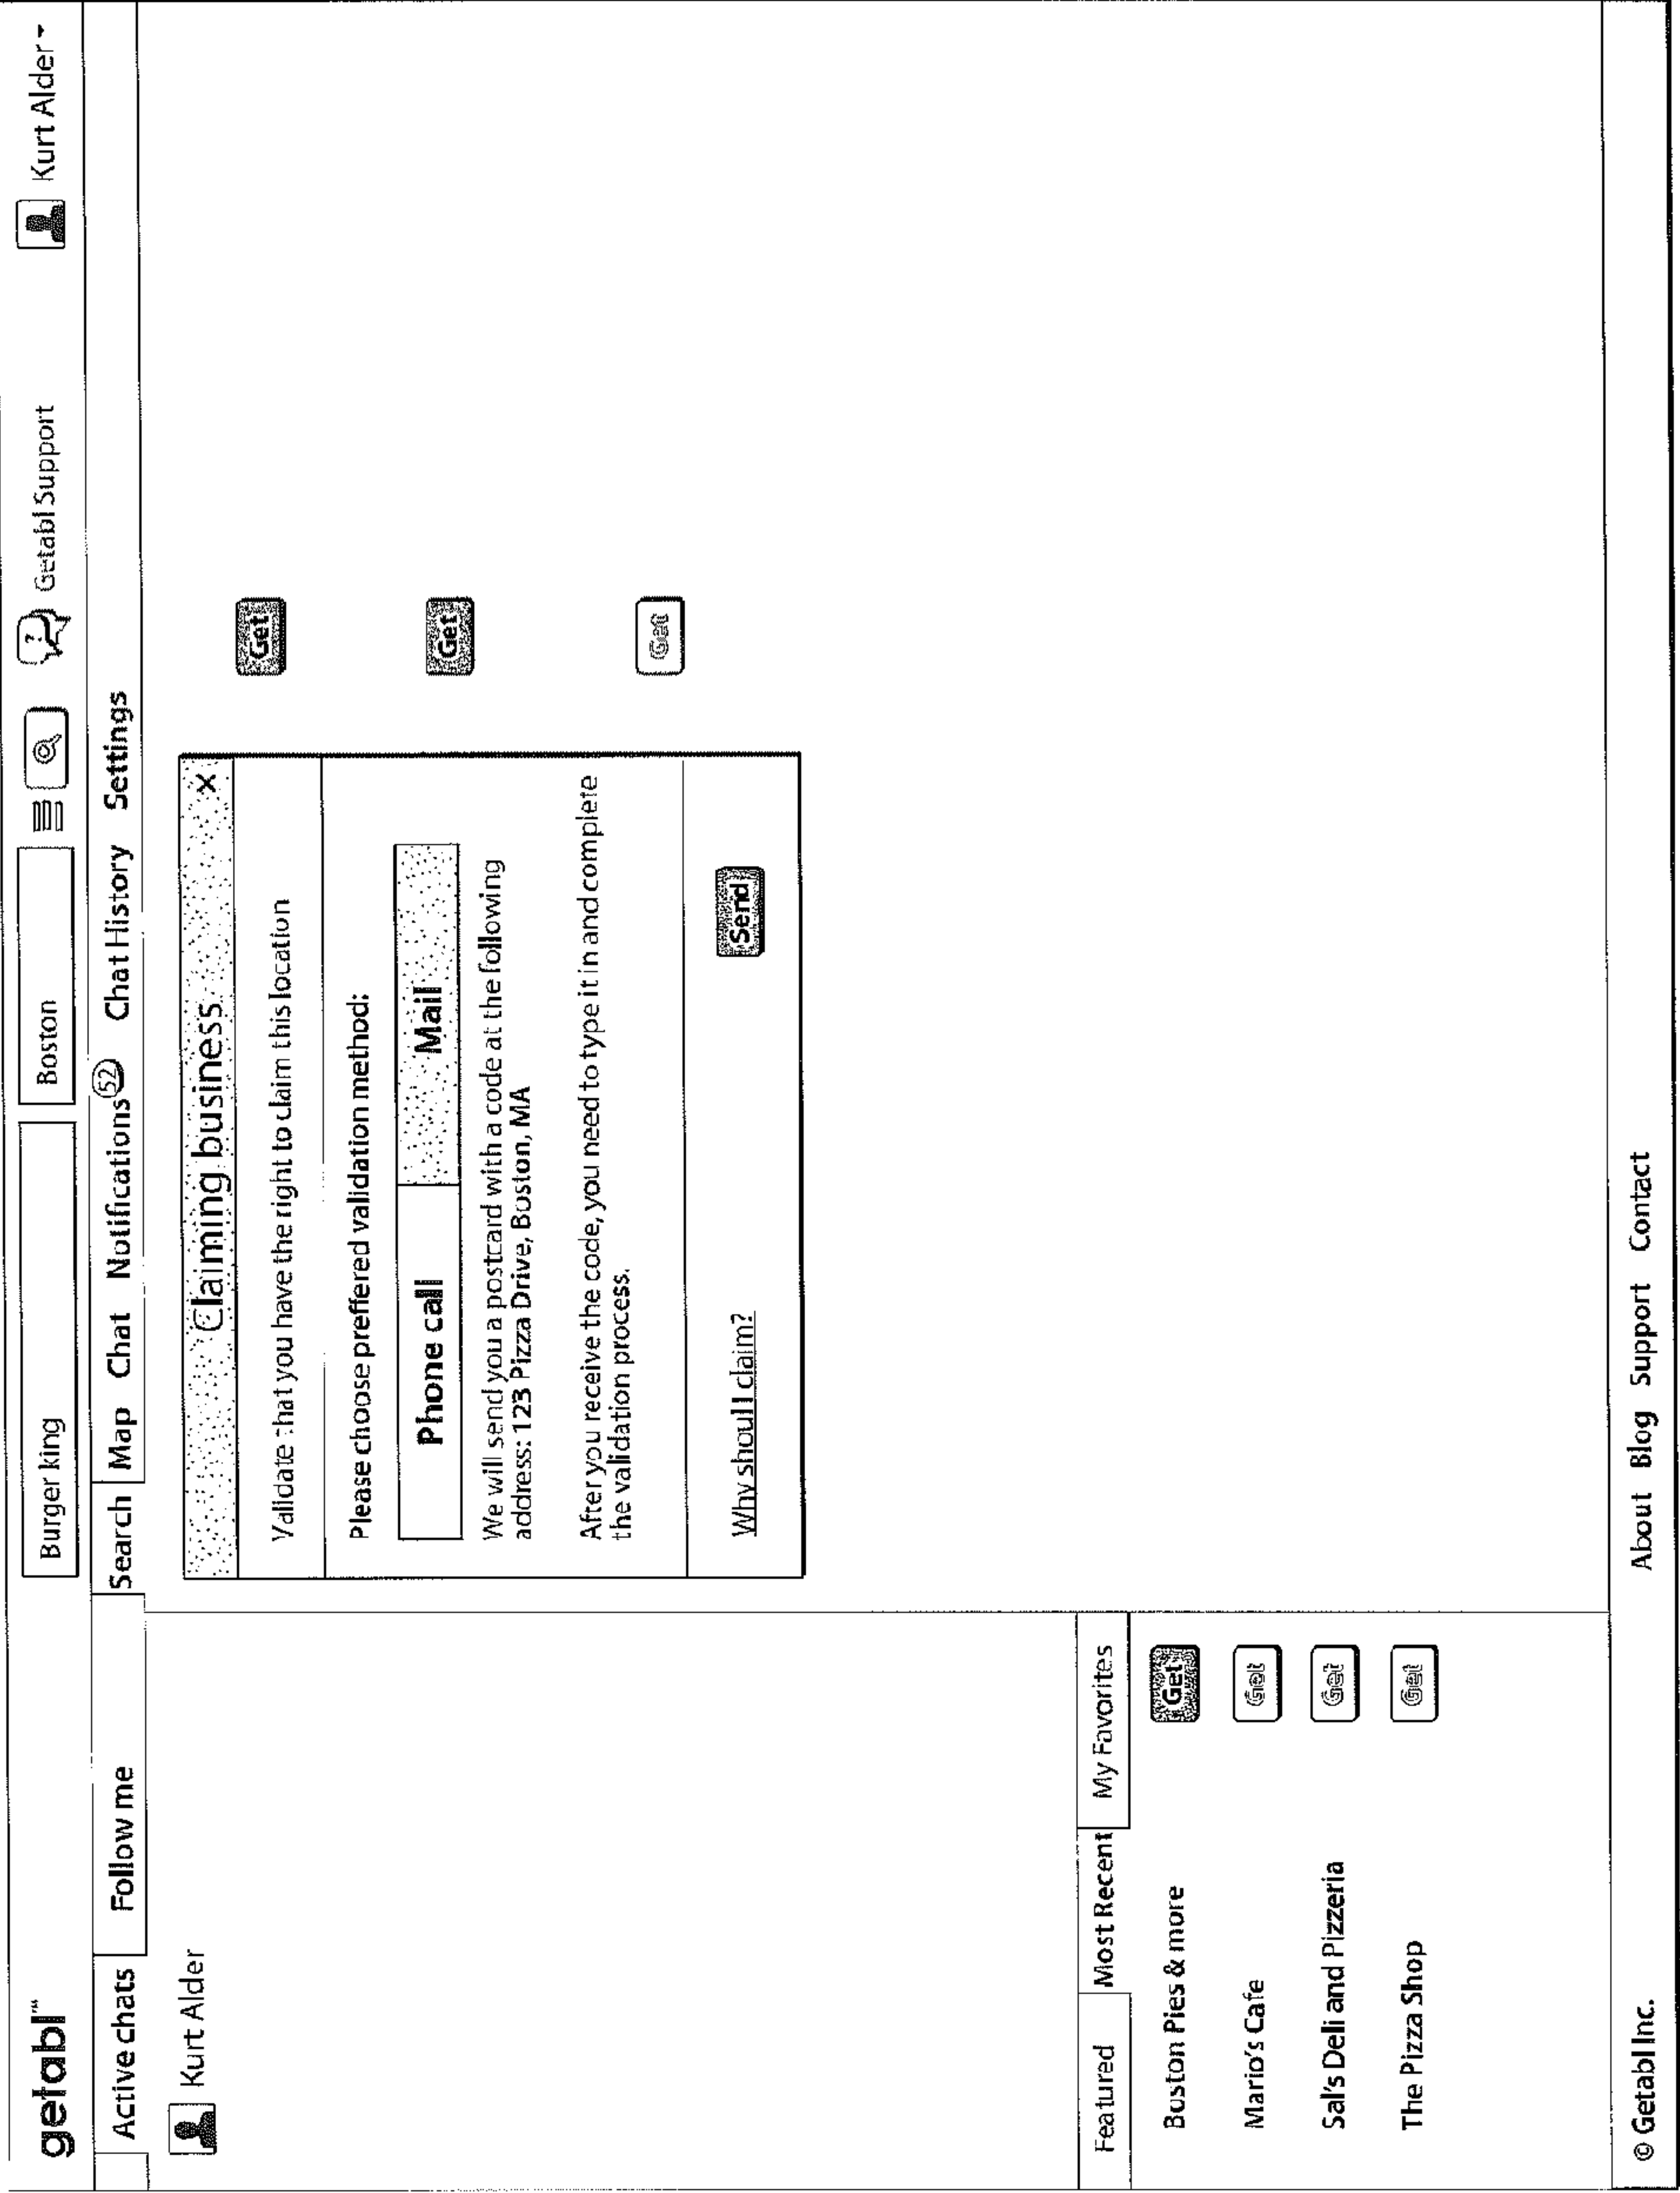 getabl™ Burger king Boston Getabl Support Kurt Alder
Active chats Follow me Search Map Chat Notifications 52 Chat History Settings
Kurt Alder
Claiming business x
Validate that you have the right to claim this location
Please choose preffered validation method:
Phone call Mail
We will send you a postcard with a code at the following
address: 123 Pizza Drive, Boston, MA
After you receive the code, you need to type it in and complete
the validation process.
Why should I claim? Send
Get
Get
Get
Featured Most Recent My Favorites
Boston Pies & more Get
Mario's Cafe Get
Sal's Deli and Pizzeria Get
The Pizza Shop Get
© Getabl Inc. About Blog Support Contact